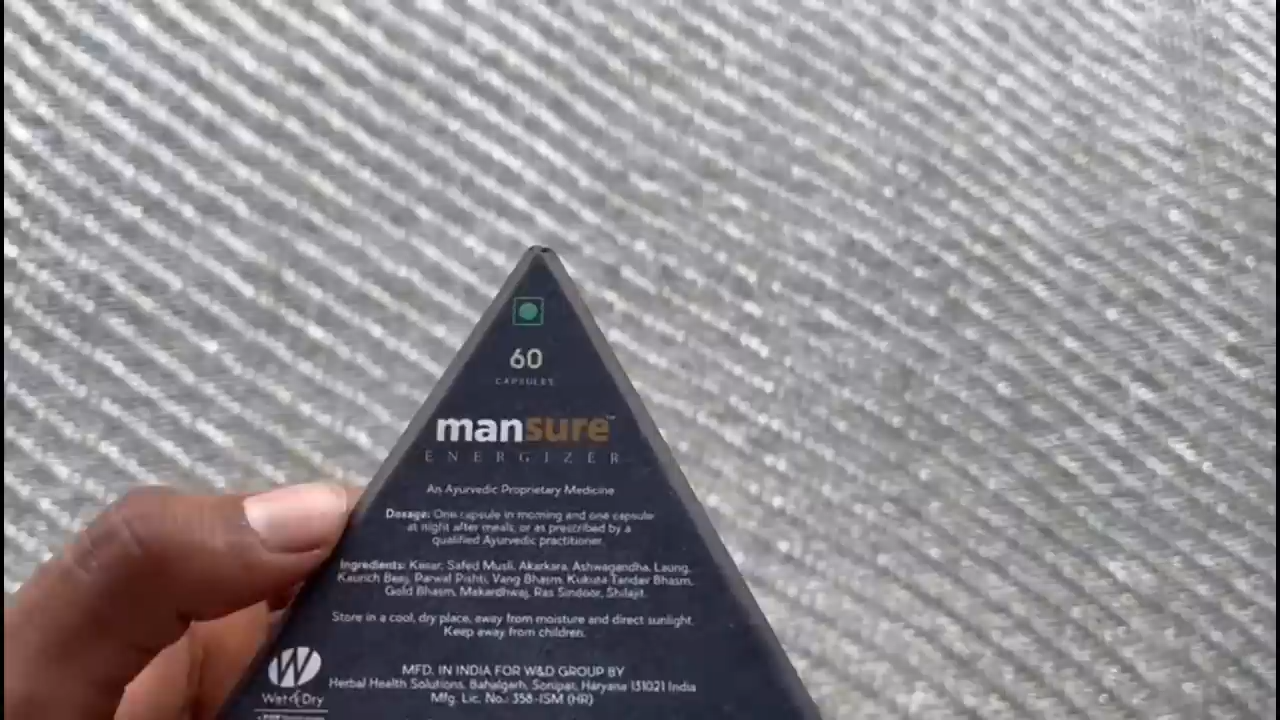 60
CAPSULES
mansure™
ENERGIZER
An Ayurvedic Proprietary Medicine
Dosage: One capsule in morning and one capsule
at night after meals, or as prescribed by a
qualified Ayurvedic practitioner.
Ingredients: Kesar, Safed Musli, Akarkara, Ashwagandha, Laung,
Kaunch Beej, Parwal Pishti, Vang Bhasm, Kukuta Tandav Bhasm,
Gold Bhasm, Makardhwaj, Ras Sindoor, Shilajit.
Store in a cool, dry place, away from moisture and direct sunlight.
Keep away from children.
MFD. IN INDIA FOR W&D GROUP BY
Herbal Health Solutions, Bahalgarh, Sonipat, Haryana 131021 India
Mfg. Lic. No.: 358-ISM (HR)
W
Wet&Dry